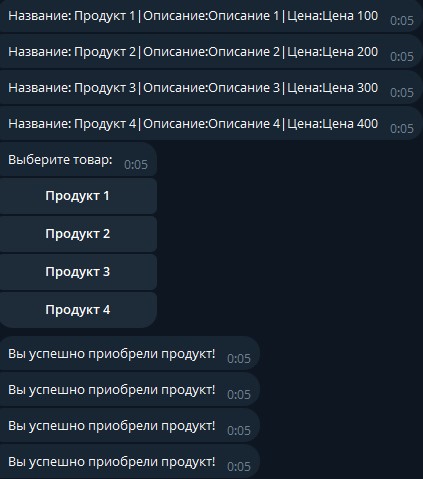 Название: Продукт 1|Описание:Описание 1|Цена:Цена 100 0:05
Название: Продукт 2|Описание:Описание 2|Цена:Цена 200 0:05
Название: Продукт 3|Описание:Описание 3|Цена:Цена 300 0:05
Название: Продукт 4|Описание:Описание 4|Цена:Цена 400 0:05
Выберите товар: 0:05
Продукт 1
Продукт 2
Продукт 3
Продукт 4
Вы успешно приобрели продукт! 0:05
Вы успешно приобрели продукт! 0:05
Вы успешно приобрели продукт! 0:05
Вы успешно приобрели продукт! 0:05